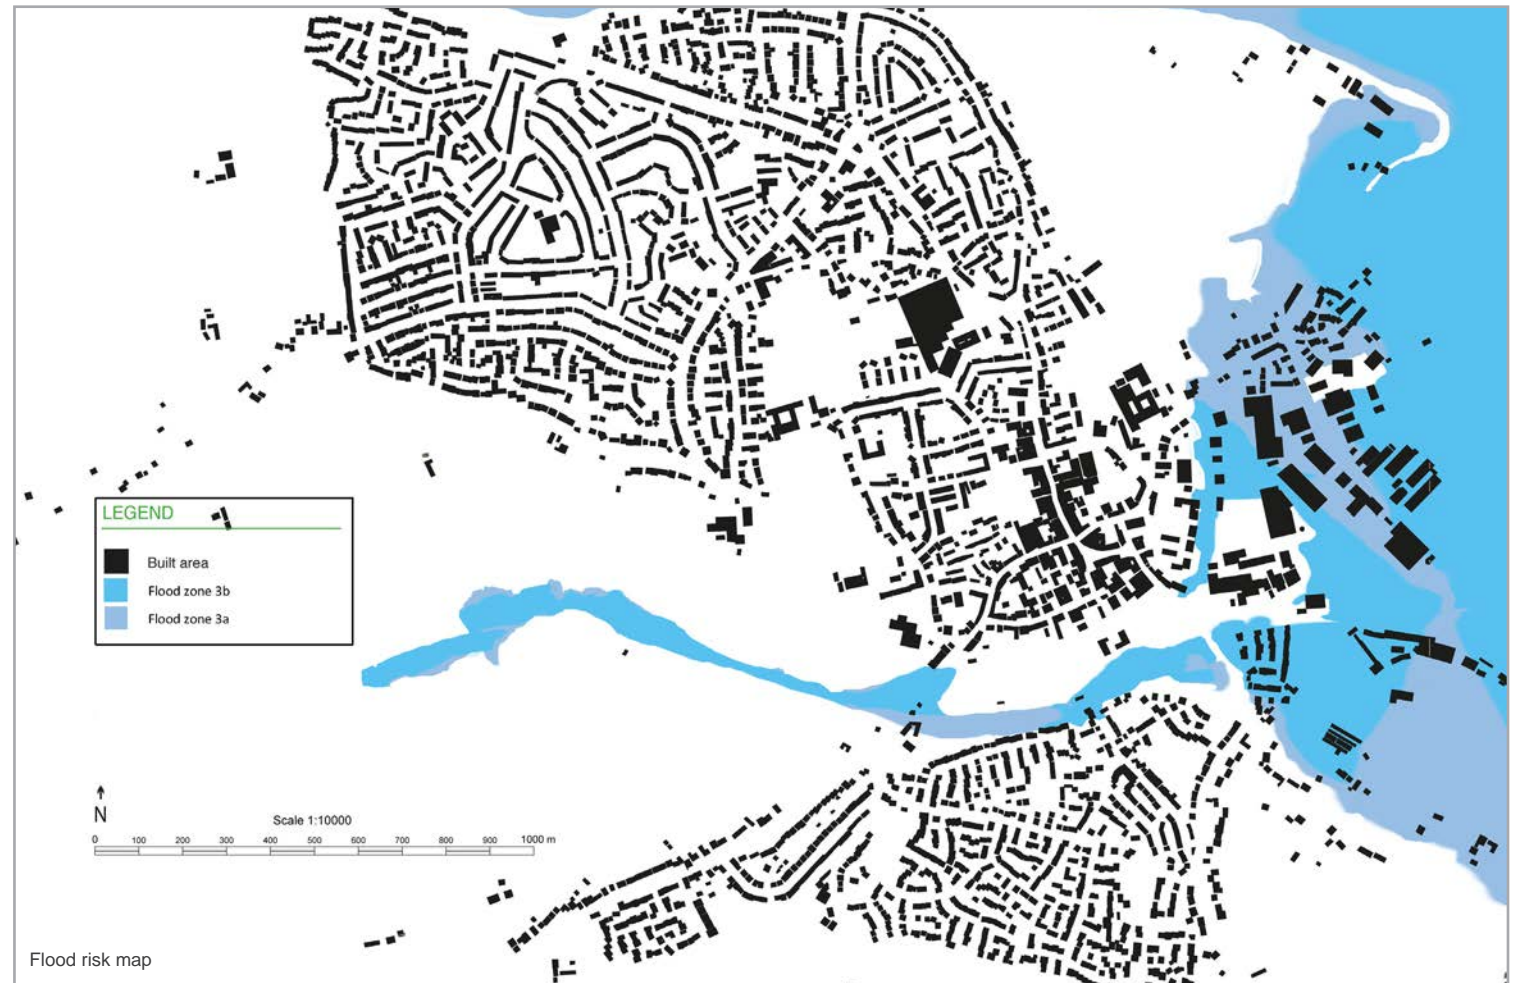 LEGEND
Built area
Flood zone 3b
Flood zone 3a
N
Scale 1:10000
0 100 200 300 400 500 600 700 800 900 1000 m
Flood risk map